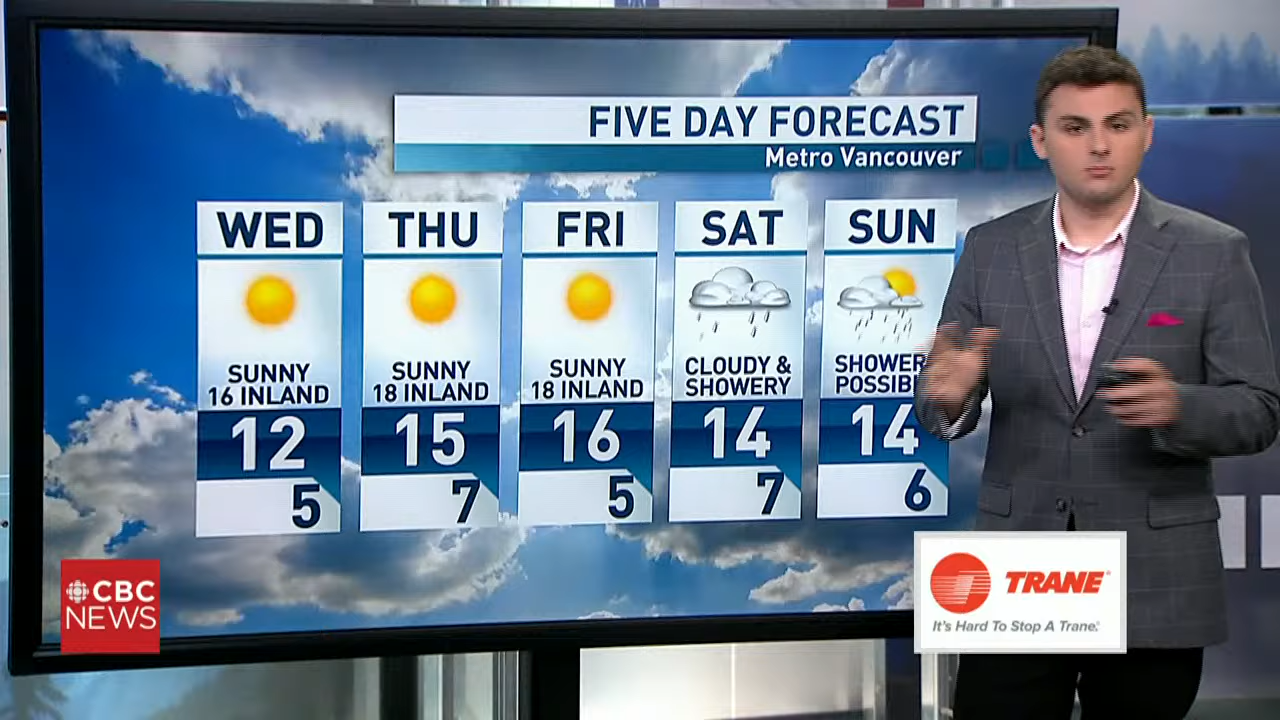 FIVE DAY FORECAST
Metro Vancouver
WED
SUNNY
16 INLAND
12
5
THU
SUNNY
18 INLAND
15
7
FRI
SUNNY
18 INLAND
16
5
SAT
CLOUDY &
SHOWERY
14
7
SUN
SHOWER
POSSIB
14
6
CBC
NEWS
TRANE®
It's Hard To Stop A Trane.®